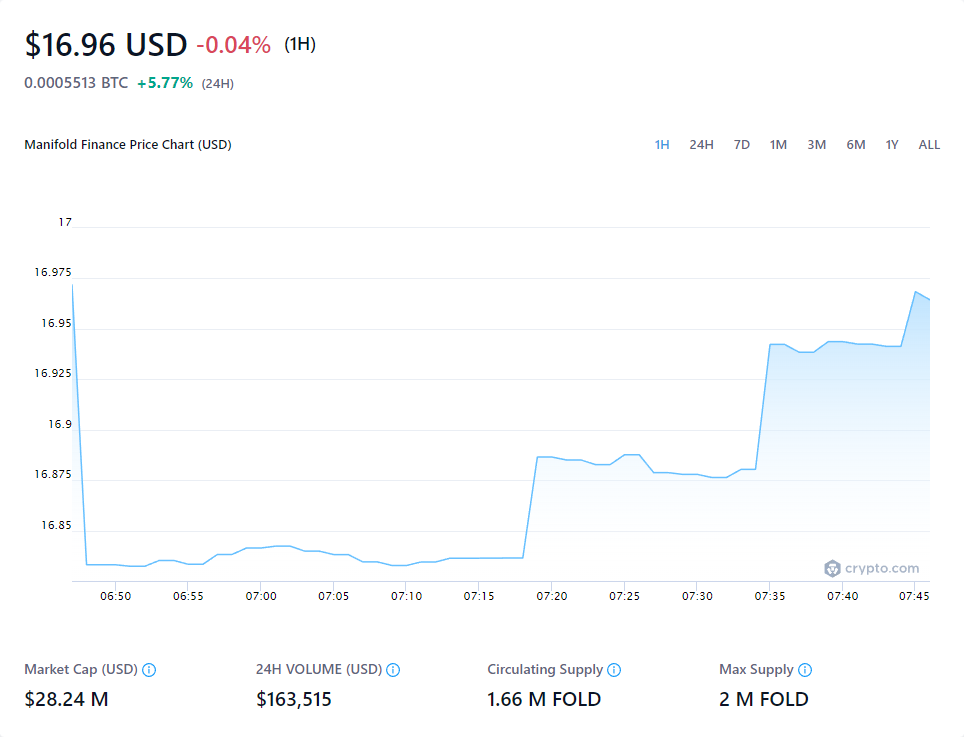 $16.96 USD -0.04% (1H)
0.0005513 BTC +5.77% (24H)
Manifold Finance Price Chart (USD) 1H 24H 7D 1M 3M 6M 1Y ALL
17
16.975
16.95
16.925
16.9
16.875
16.85
crypto.com
06:50 06:55 07:00 07:05 07:10 07:15 07:20 07:25 07:30 07:35 07:40 07:45
Market Cap (USD) 24H VOLUME (USD) Circulating Supply Max Supply
$28.24 M $163,515 1.66 M FOLD 2 M FOLD